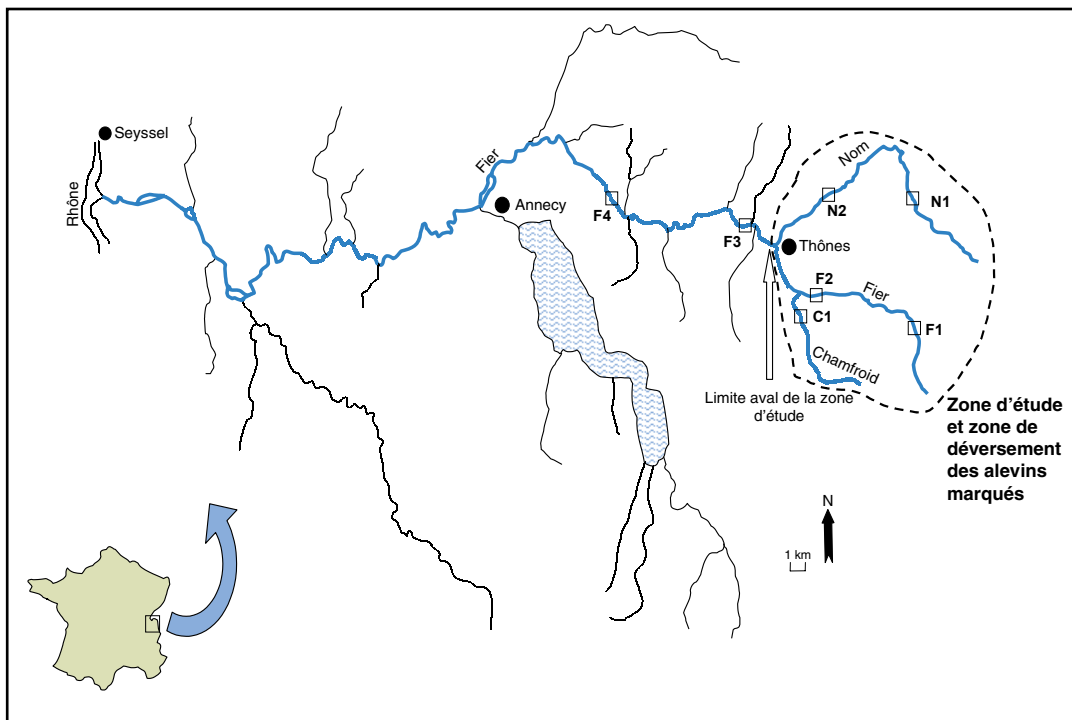 Seyssel
Rhône
Fier
Annecy
F4
F3
Nom
N2
N1
Thônes
F2
Fier
C1
F1
Chamfroid
Limite aval de la zone
d'étude
Zone d'étude
et zone de
déversement
des alevins
marqués
N
1 km